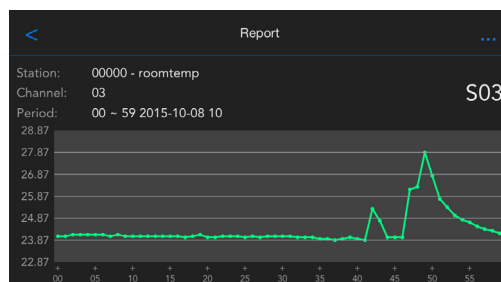 < Report ...
Station: 00000 - roomtemp
Channel: 03
S03
Period: 00 ~ 59 2015-10-08 10
28.87
27.87
26.87
25.87
24.87
23.87
22.87
00 05 10 15 20 25 30 35 40 45 50 55